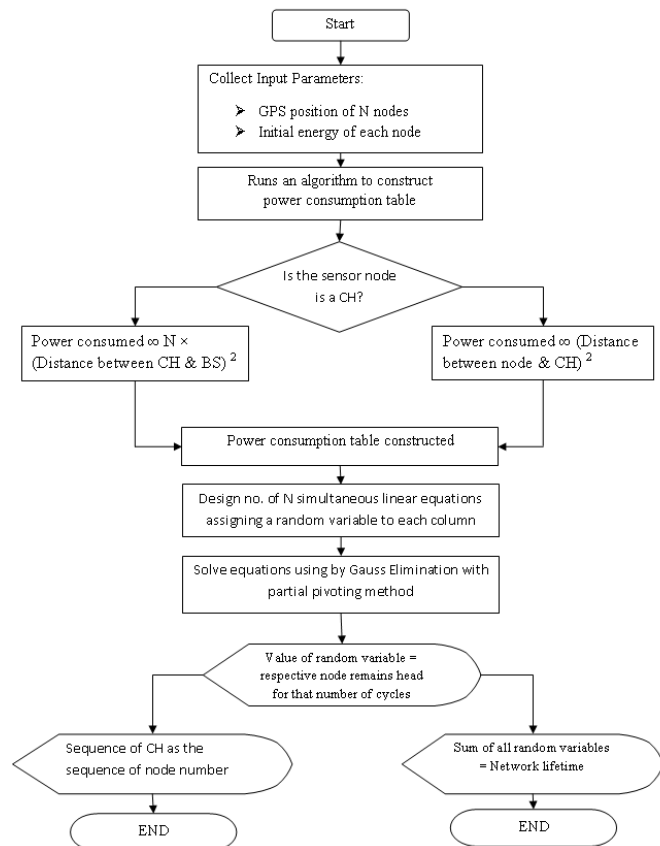 Start
Collect Input Parameters:
➢ GPS position of N nodes
➢ Initial energy of each node
Runs an algorithm to construct
power consumption table
Is the sensor node
is a CH?
Power consumed ∞ N ×
(Distance between CH & BS) ²
Power consumed ∞ (Distance
between node & CH) ²
Power consumption table constructed
Design no. of N simultaneous linear equations
assigning a random variable to each column
Solve equations using by Gauss Elimination with
partial pivoting method
Value of random variable =
respective node remains head
for that number of cycles
Sequence of CH as the
sequence of node number
Sum of all random variables
= Network lifetime
END
END